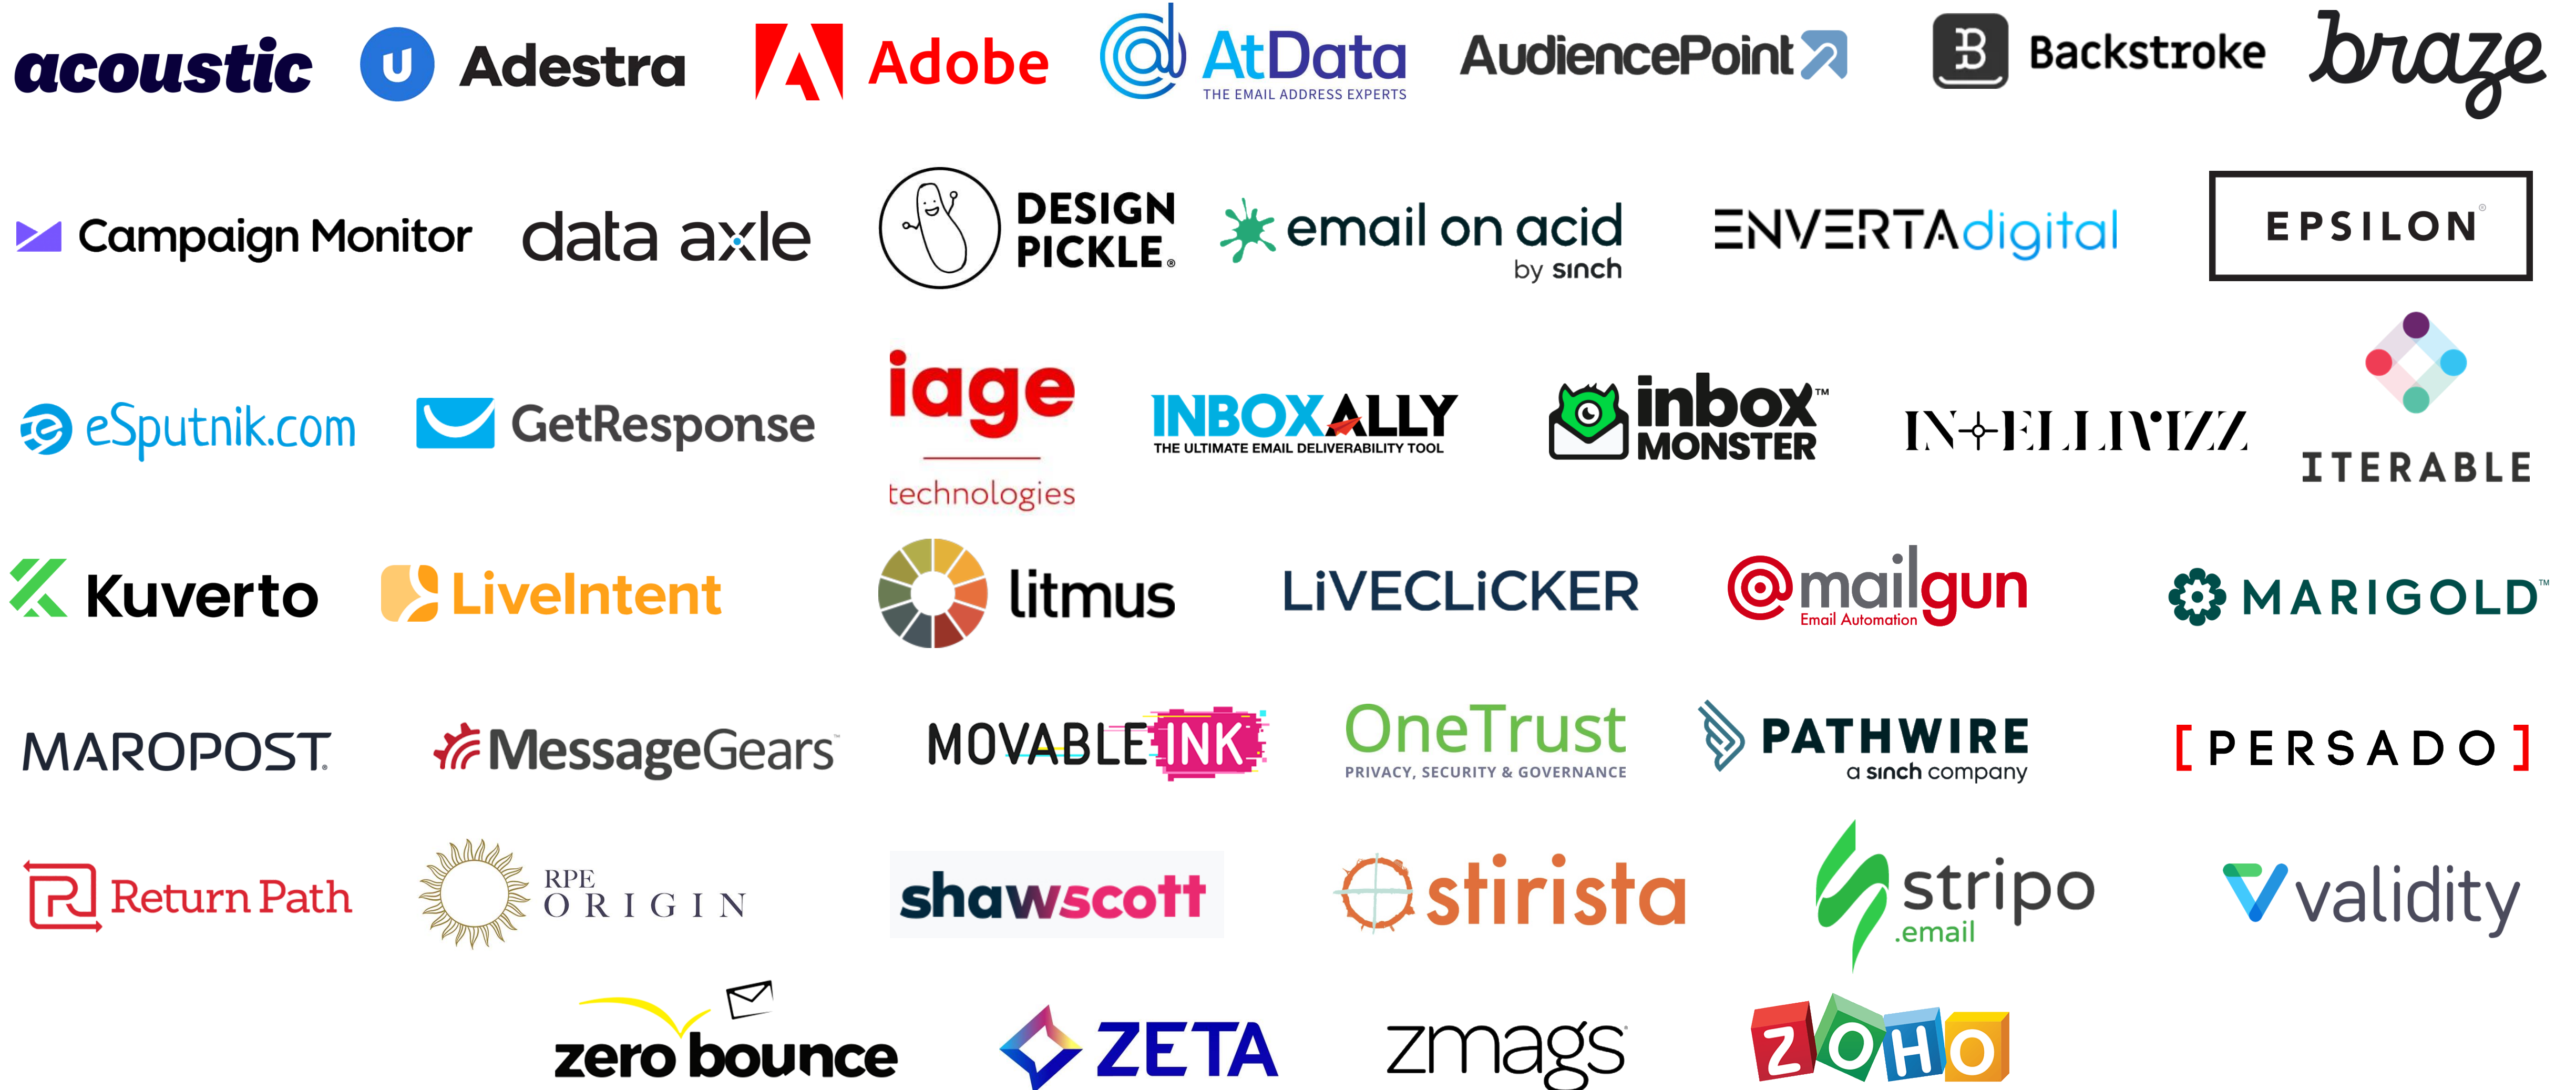 acoustic
Adestra
Adobe
AtData
THE EMAIL ADDRESS EXPERTS
AudiencePoint
Backstroke
braze
Campaign Monitor
data axle
DESIGN
PICKLE®
email on acid
by sinch
ENVERTAdigital
EPSILON®
eSputnik.com
GetResponse
iage
technologies
INBOXALLY
THE ULTIMATE EMAIL DELIVERABILITY TOOL
inbox™
MONSTER
INTELLIVIZZ
ITERABLE
Kuverto
LiveIntent
litmus
LiVECLiCKER
@mailgun
Email Automation
MARIGOLD™
MAROPOST®
MessageGears™
MOVABLE INK
OneTrust
PRIVACY, SECURITY & GOVERNANCE
PATHWIRE
a sinch company
[PERSADO]
R Return Path
RPE
ORIGIN
shawscott
stirista
stripo
.email
validity
zero bounce
ZETA
zmags®
ZOHO